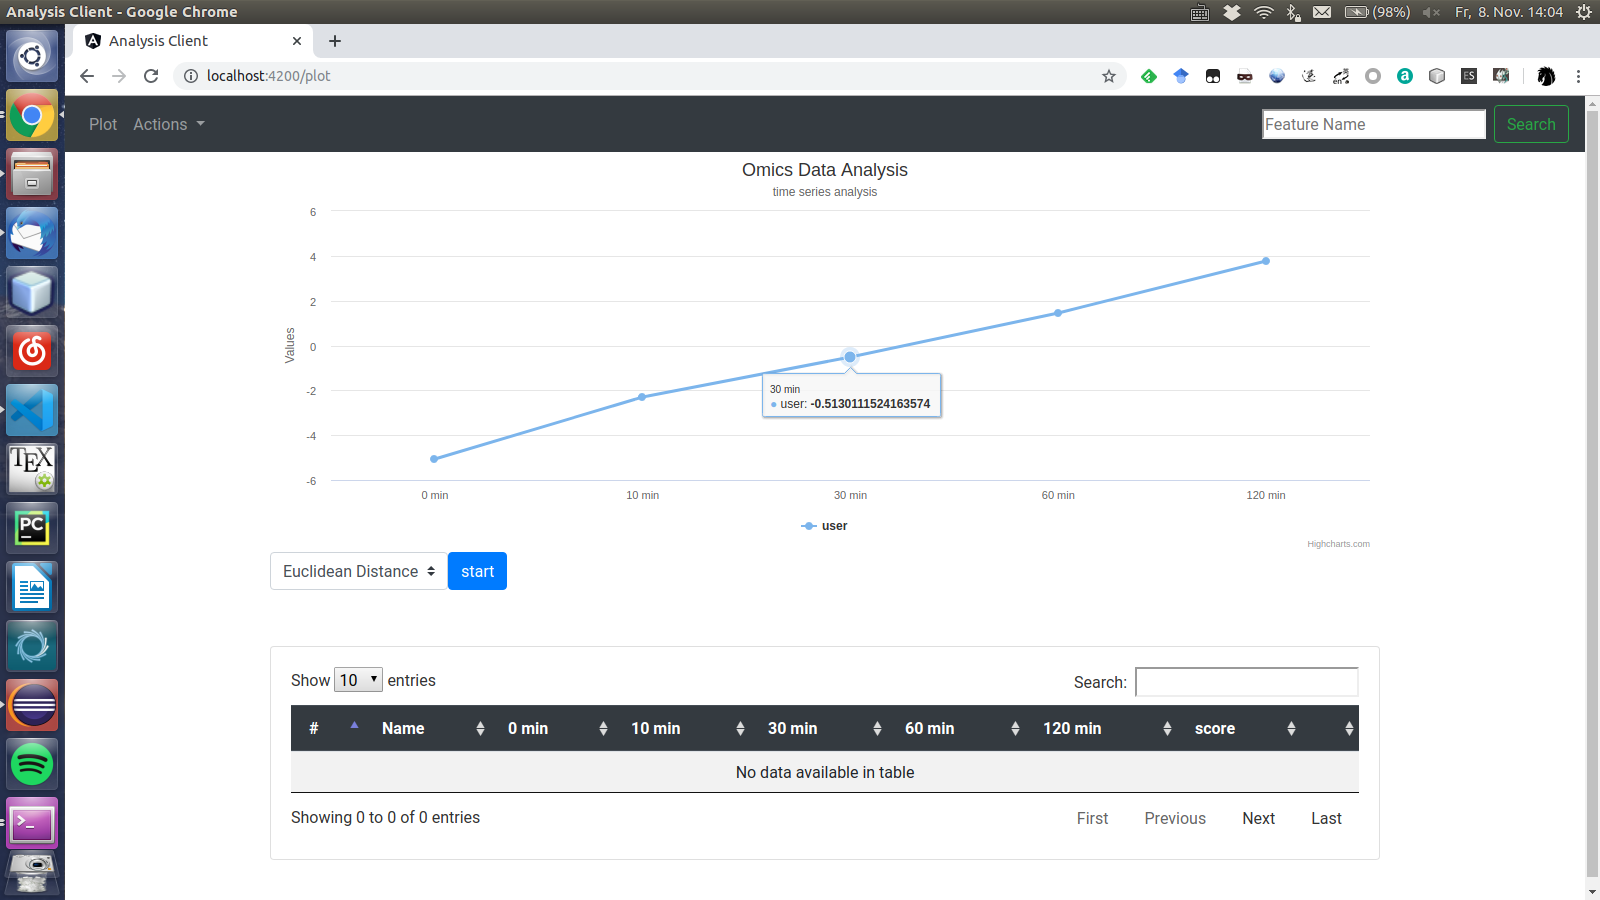 Analysis Client - Google Chrome
(98%)
Fr, 8. Nov. 14:04
Analysis Client
localhost:4200/plot
en
a
ES
Plot
Actions
Feature Name
Search
Omics Data Analysis
time series analysis
6
4
2
0
-2
-4
-6
Values
30 min
user: -0.5130111524163574
0 min
10 min
30 min
60 min
120 min
user
Highcharts.com
Euclidean Distance
start
Show 10 entries
Search:
# Name 0 min 10 min 30 min 60 min 120 min score
No data available in table
Showing 0 to 0 of 0 entries
First Previous Next Last
TEX
PC